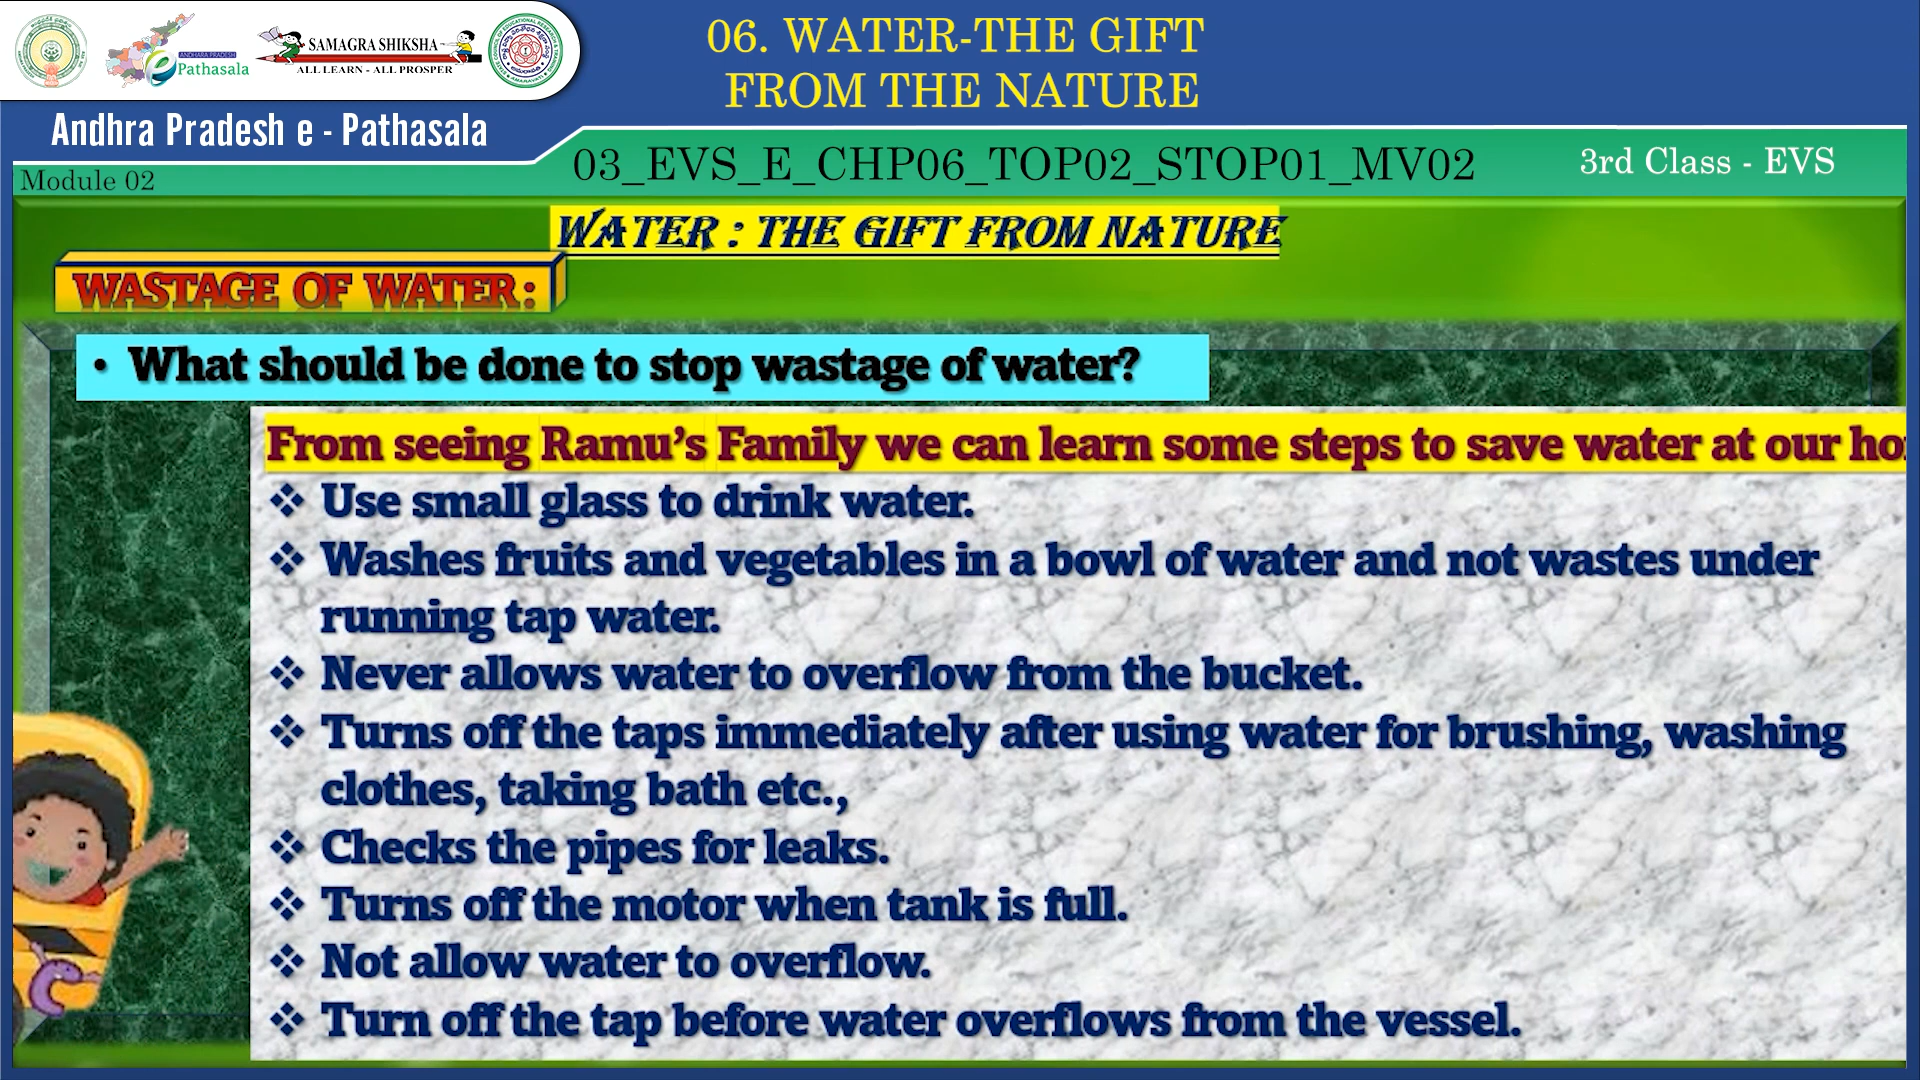 06. WATER-THE GIFT
FROM THE NATURE
ANDHRA PRADESH
e Pathasala
SAMAGRA SHIKSHA
ALL LEARN - ALL PROSPER
Andhra Pradesh e - Pathasala
Module 02
03_EVS_E_CHP06_TOP02_STOP01_MV02
3rd Class - EVS
WATER : THE GIFT FROM NATURE
WASTAGE OF WATER:
• What should be done to stop wastage of water?
From seeing Ramu's Family we can learn some steps to save water at our ho
❖ Use small glass to drink water.
❖ Washes fruits and vegetables in a bowl of water and not wastes under
running tap water.
❖ Never allows water to overflow from the bucket.
❖ Turns off the taps immediately after using water for brushing, washing
clothes, taking bath etc.,
❖ Checks the pipes for leaks.
❖ Turns off the motor when tank is full.
❖ Not allow water to overflow.
❖ Turn off the tap before water overflows from the vessel.